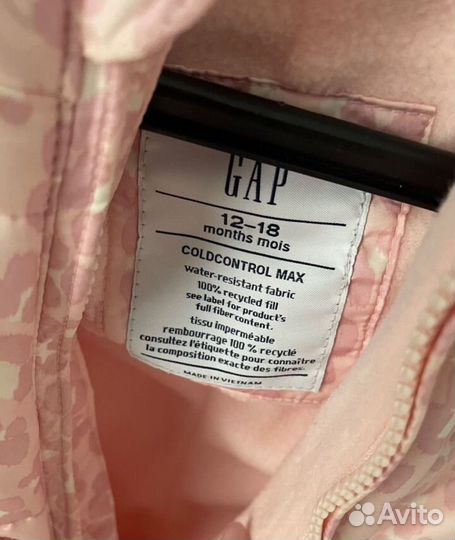 GAP
12–18
months mois
COLDCONTROL MAX
water-resistant fabric
100% recycled fill
see label for product's
full fiber content.
tissu imperméable
rembourrage 100 % recyclé
consultez l'étiquette pour connaître
la composition exacte des fibres.
MADE IN VIETNAM
Avito